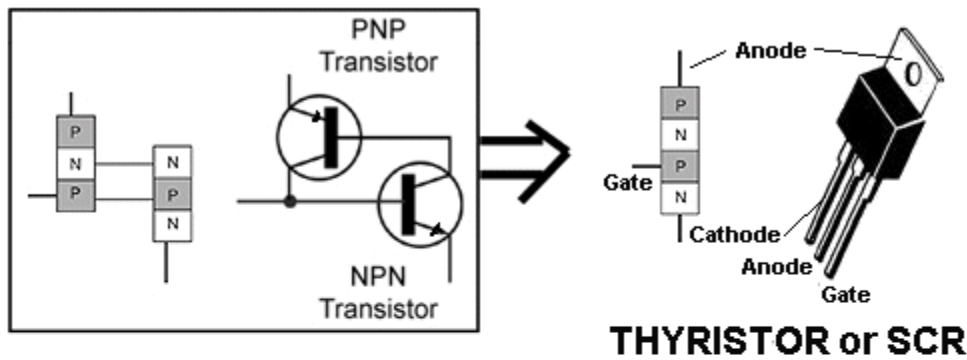 PNP
Transistor
P
N
P
N
P
N
NPN
Transistor
Anode
P
N
P
N
Gate
Cathode
Anode
Gate
THYRISTOR or SCR